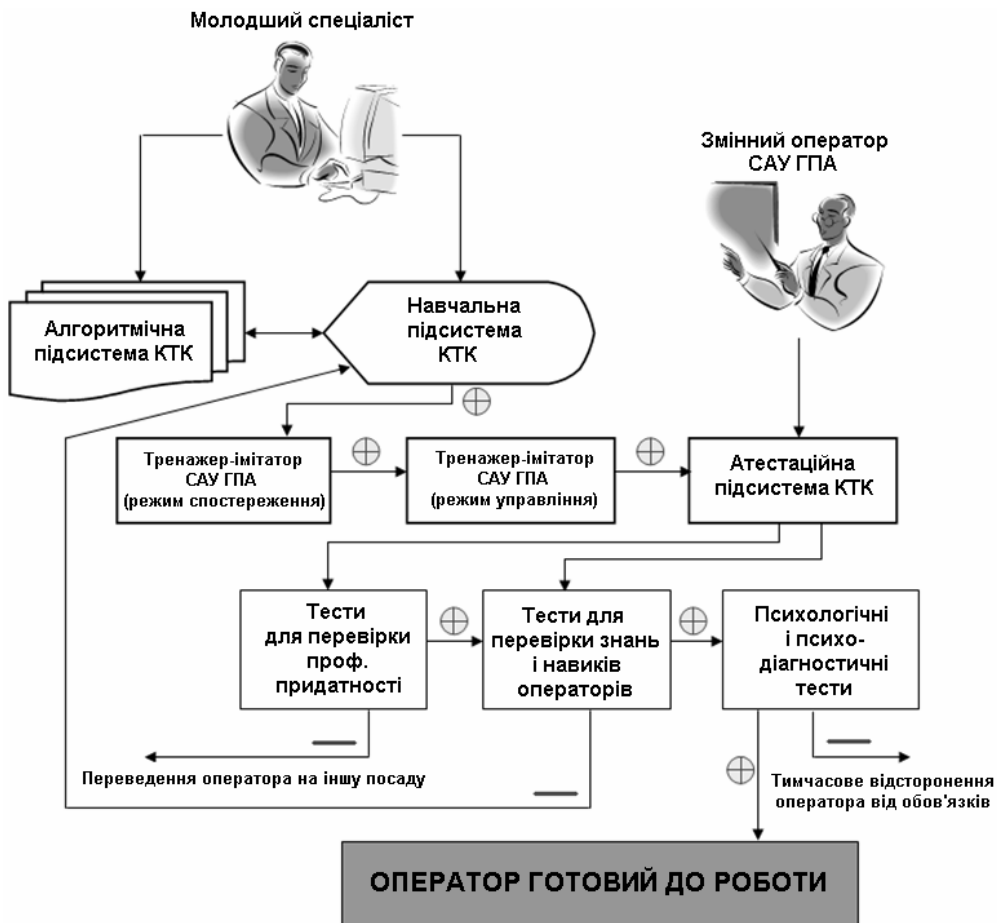 Молодший спеціаліст
Змінний оператор
САУ ГПА
Алгоритмічна
підсистема КТК
Навчальна
підсистема
КТК
Тренажер-імітатор
САУ ГПА
(режим спостереження)
Тренажер-імітатор
САУ ГПА
(режим управління)
Атестаційна
підсистема КТК
Тести
для перевірки
проф.
придатності
Тести для
перевірки знань
і навиків
операторів
Психологічні
і психо-
діагностичні
тести
Переведення оператора на іншу посаду
Тимчасове відсторонення
оператора від обов'язків
ОПЕРАТОР ГОТОВИЙ ДО РОБОТИ